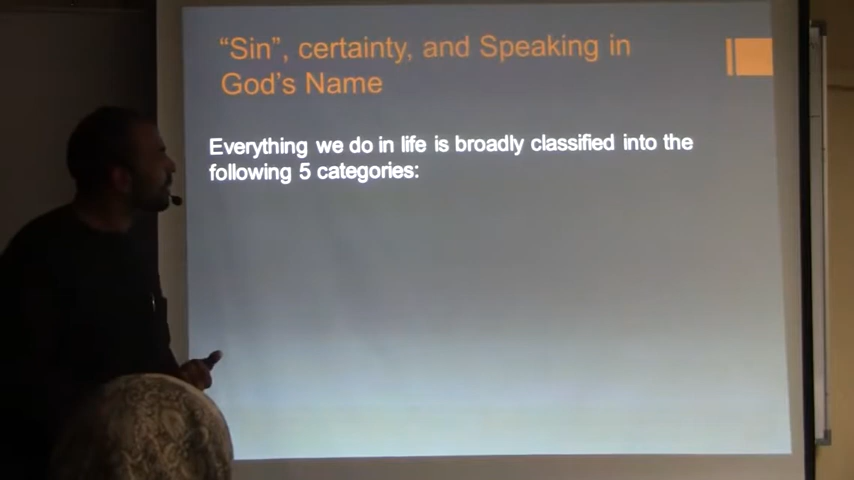 “Sin”, certainty, and Speaking in
God’s Name
Everything we do in life is broadly classified into the
following 5 categories: